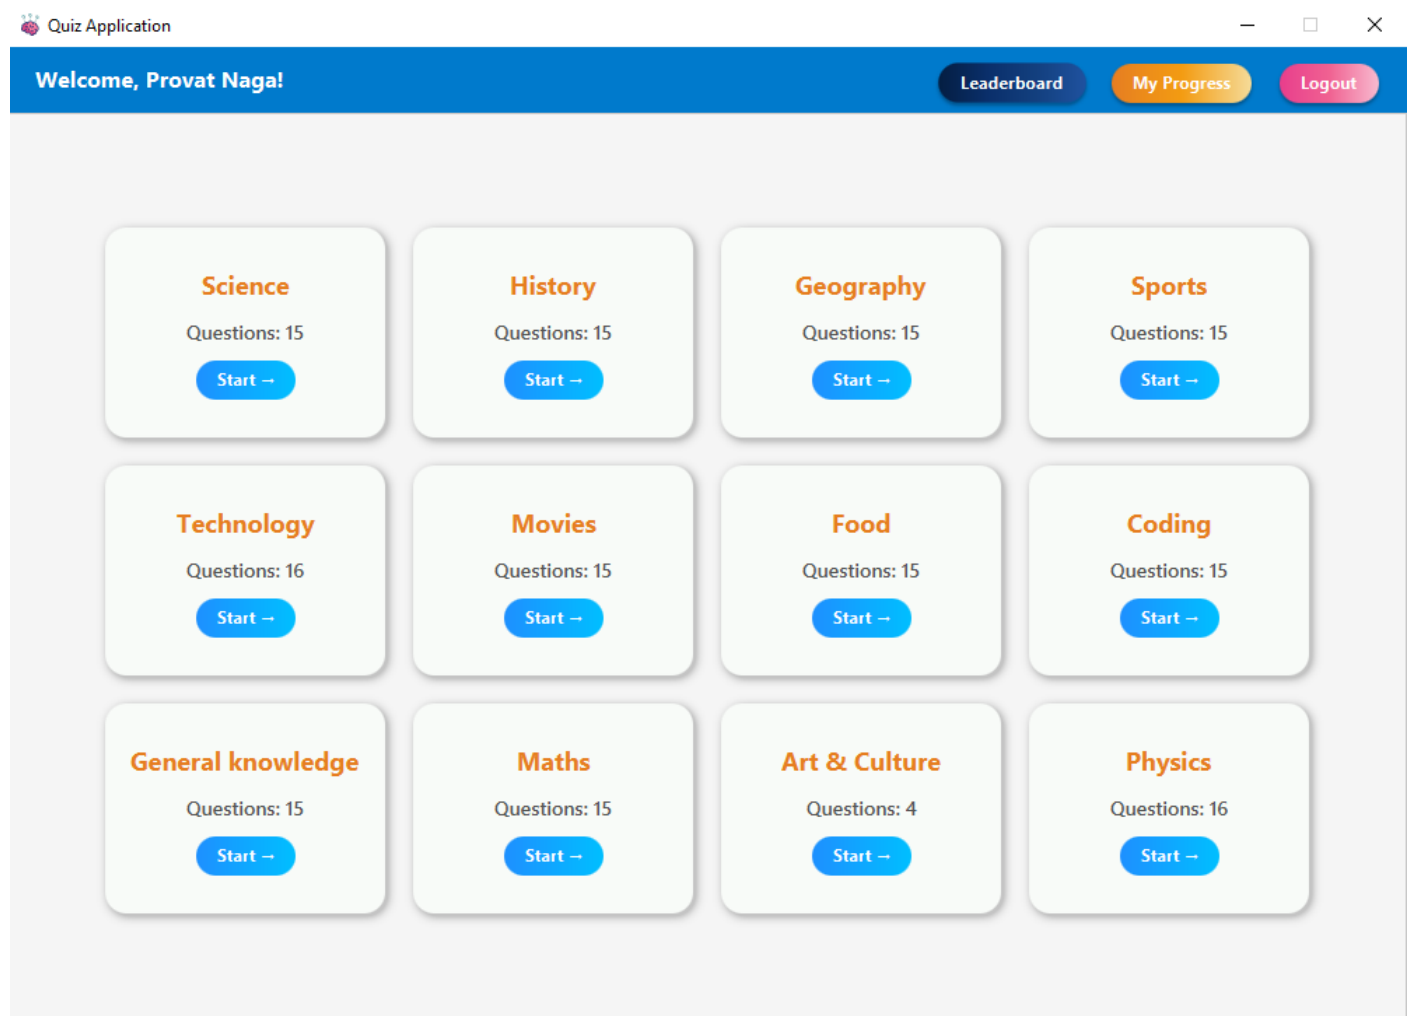 Quiz Application
Welcome, Provat Naga!
Leaderboard
My Progress
Logout
Science
Questions: 15
Start →
History
Questions: 15
Start →
Geography
Questions: 15
Start →
Sports
Questions: 15
Start →
Technology
Questions: 16
Start →
Movies
Questions: 15
Start →
Food
Questions: 15
Start →
Coding
Questions: 15
Start →
General knowledge
Questions: 15
Start →
Maths
Questions: 15
Start →
Art & Culture
Questions: 4
Start →
Physics
Questions: 16
Start →